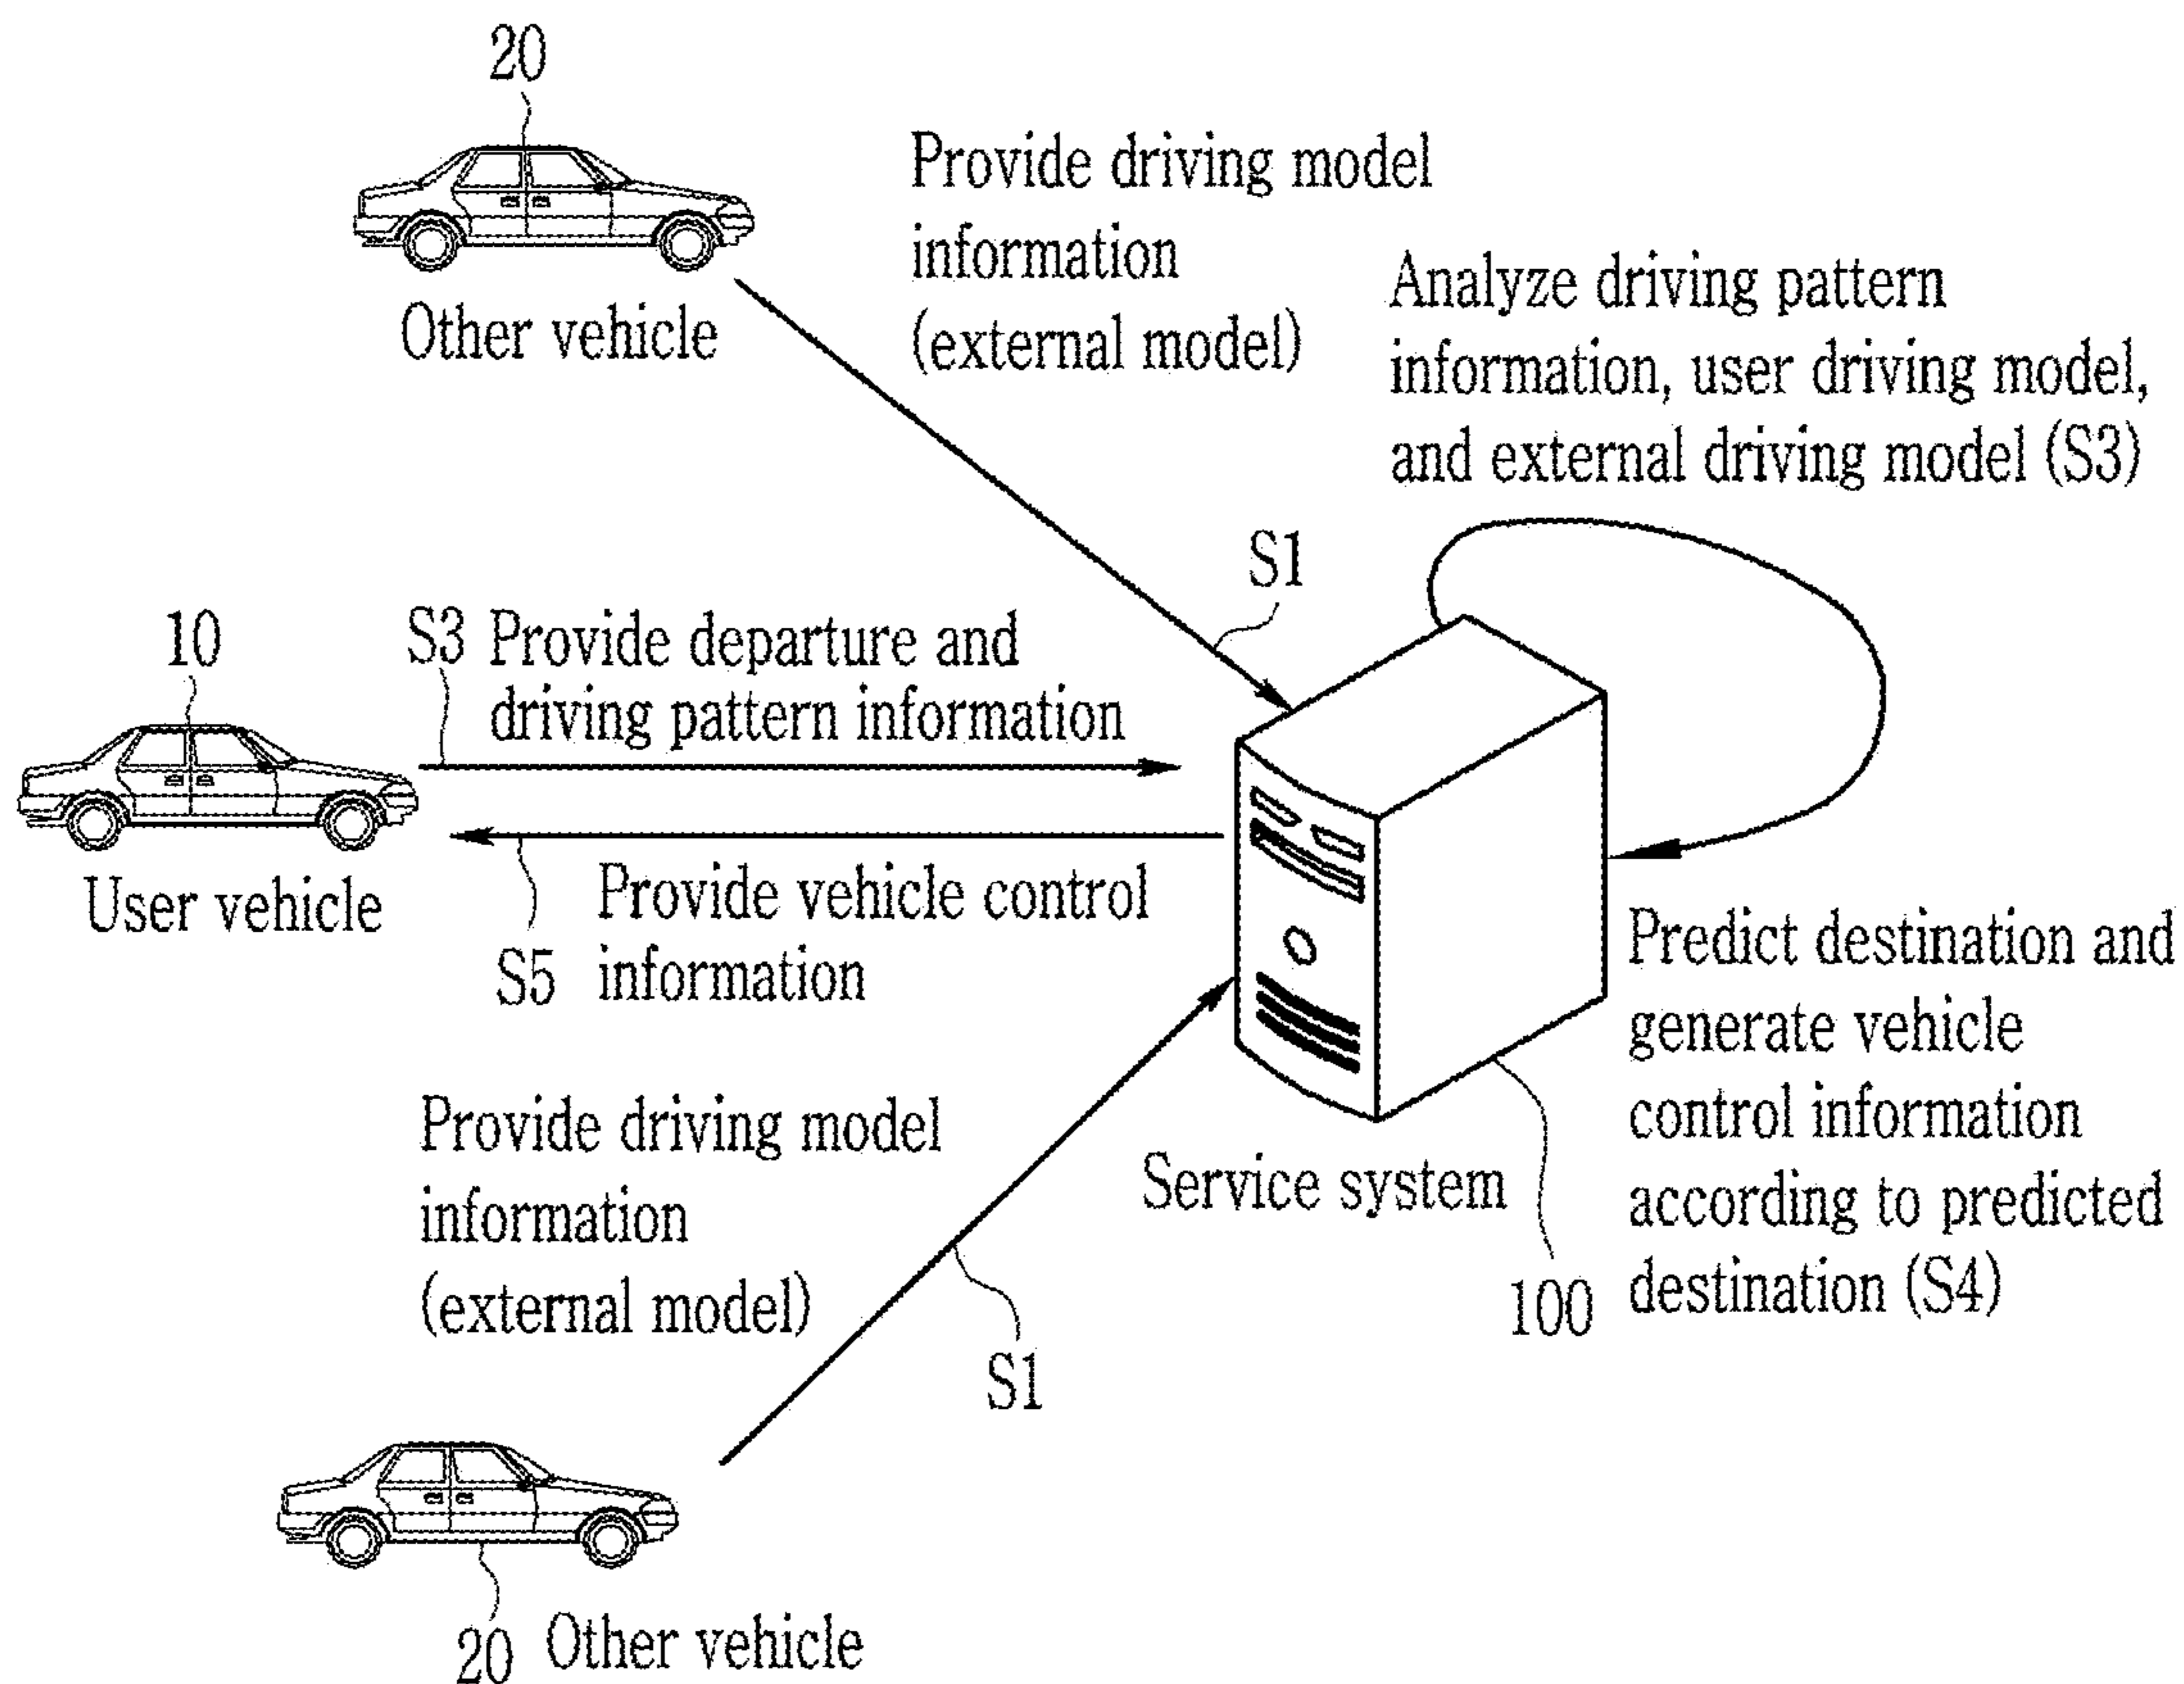 20
Provide driving model
information
(external model)
Other vehicle
Analyze driving pattern
information, user driving model,
and external driving model (S3)
S1
10
S3 Provide departure and
driving pattern information
User vehicle
S5
Provide vehicle control
information
Predict destination and
generate vehicle
control information
according to predicted
destination (S4)
Service system
100
Provide driving model
information
(external model)
S1
20 Other vehicle